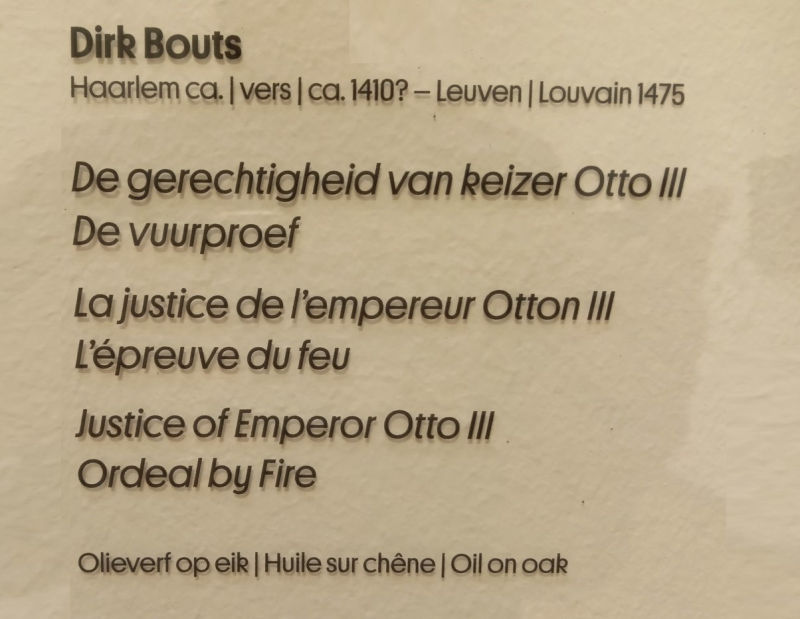 Dirk Bouts
Haarlem ca. | vers | ca. 1410? – Leuven | Louvain 1475
De gerechtigheid van keizer Otto III
De vuurproef
La justice de l'empereur Otton III
L'épreuve du feu
Justice of Emperor Otto III
Ordeal by Fire
Olieverf op eik | Huile sur chêne | Oil on oak